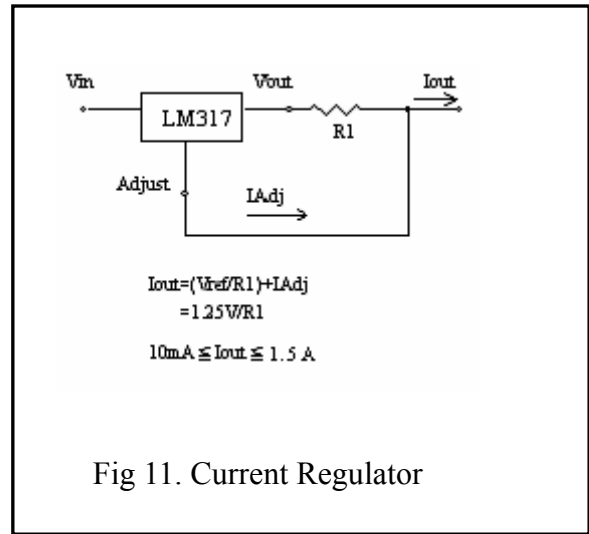 Vin
Vout
Iout
LM317
R1
Adjust
IAdj
Iout=(Vref/R1)+IAdj
=1.25V/R1
10mA ≦ Iout ≦ 1.5 A
Fig 11. Current Regulator